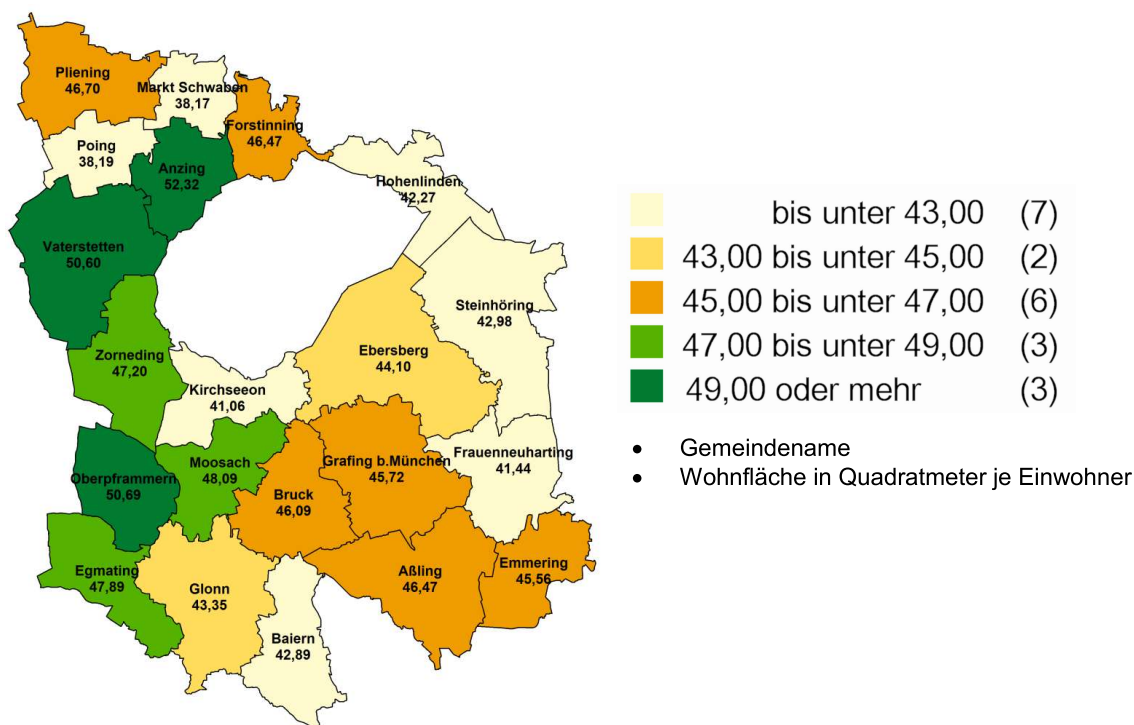 Pliening
46,70
Markt Schwaben
38,17
Forstinning
46,47
Poing
38,19
Anzing
52,32
Hohenlinden
42,27
Vaterstetten
50,60
Steinhöring
42,98
Zorneding
47,20
Ebersberg
44,10
Kirchseeon
41,06
Frauenneuharting
41,44
Moosach
48,09
Grafing b.München
45,72
Oberpframmern
50,69
Bruck
46,09
Egmating
47,89
Glonn
43,35
Aßling
46,47
Emmering
45,56
Baiern
42,89
bis unter 43,00 (7)
43,00 bis unter 45,00 (2)
45,00 bis unter 47,00 (6)
47,00 bis unter 49,00 (3)
49,00 oder mehr (3)
• Gemeindename
• Wohnfläche in Quadratmeter je Einwohner